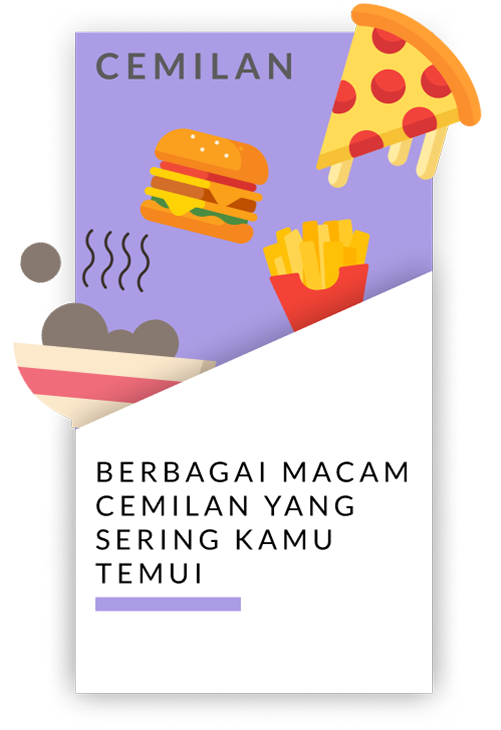 CEMILAN
BERBAGAI MACAM
CEMILAN YANG
SERING KAMU
TEMUI